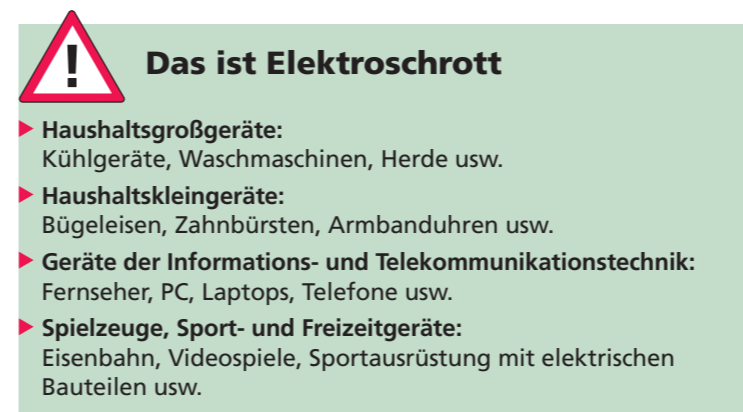 !
Das ist Elektroschrott
Haushaltsgroßgeräte:
Kühlgeräte, Waschmaschinen, Herde usw.
Haushaltskleingeräte:
Bügeleisen, Zahnbürsten, Armbanduhren usw.
Geräte der Informations- und Telekommunikationstechnik:
Fernseher, PC, Laptops, Telefone usw.
Spielzeuge, Sport- und Freizeitgeräte:
Eisenbahn, Videospiele, Sportausrüstung mit elektrischen
Bauteilen usw.